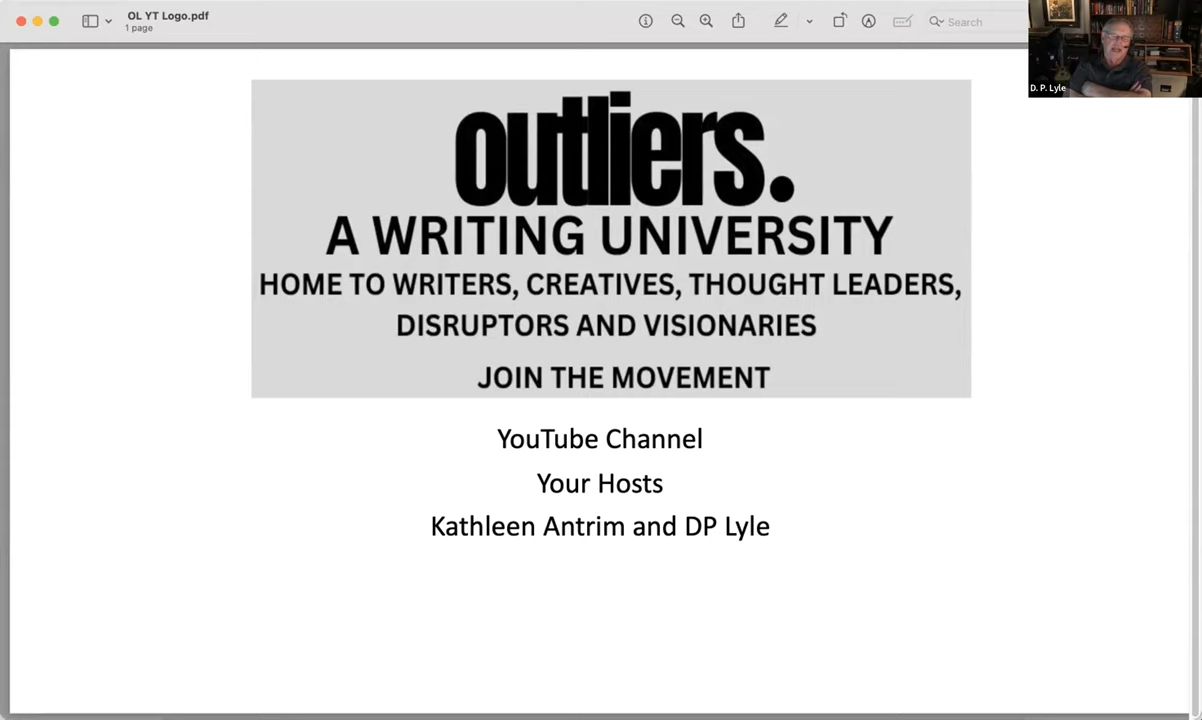 OL YT Logo.pdf
1 page
Search
D. P. Lyle
outliers.
A WRITING UNIVERSITY
HOME TO WRITERS, CREATIVES, THOUGHT LEADERS,
DISRUPTORS AND VISIONARIES
JOIN THE MOVEMENT
YouTube Channel
Your Hosts
Kathleen Antrim and DP Lyle